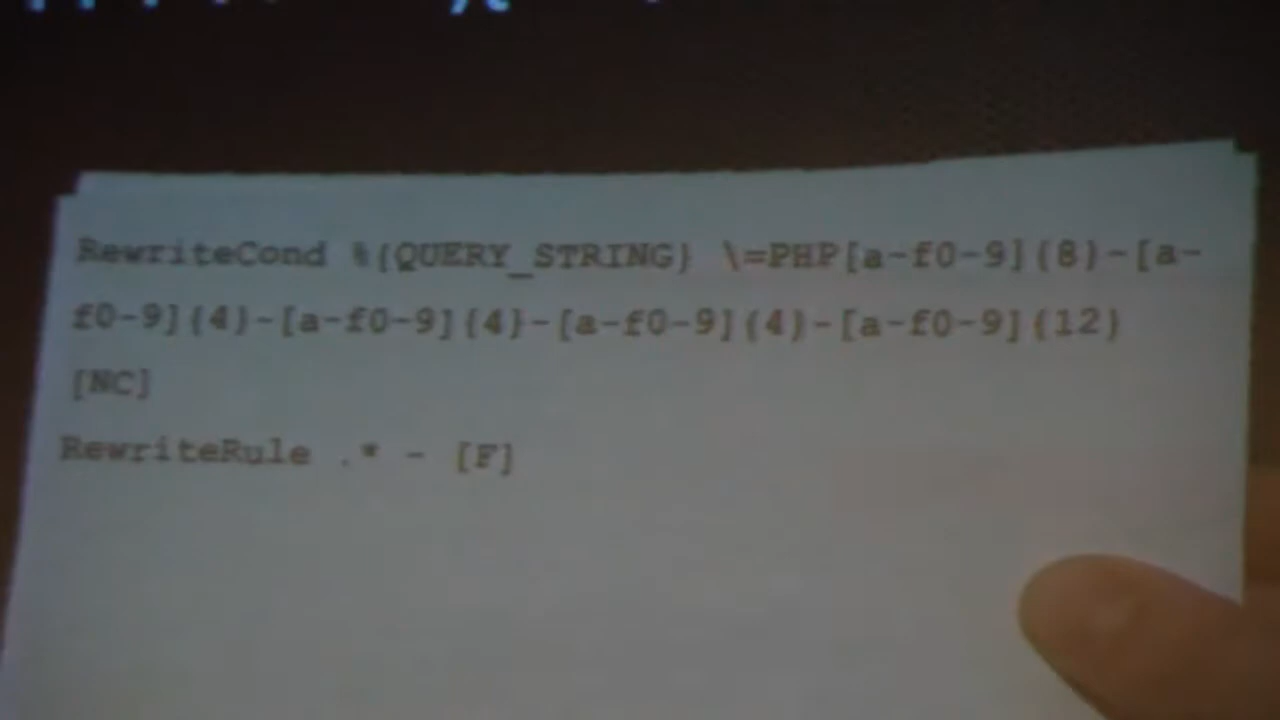 RewriteCond %{QUERY_STRING} \=PHP[a-f0-9]{8}-[a-
f0-9]{4}-[a-f0-9]{4}-[a-f0-9]{4}-[a-f0-9]{12}
[NC]
RewriteRule .* - [F]